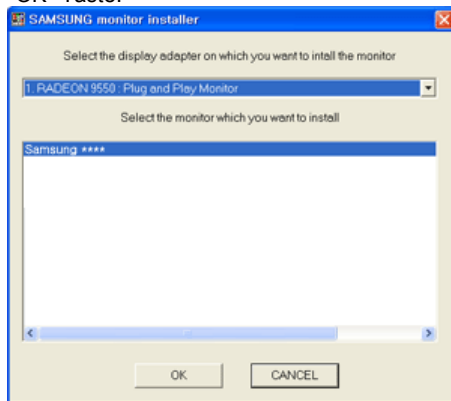 SAMSUNG monitor installer
Select the display adapter on which you want to intall the monitor
1. RADEON 9550 : Plug and Play Monitor
Select the monitor which you want to install
Samsung ****
OK
CANCEL